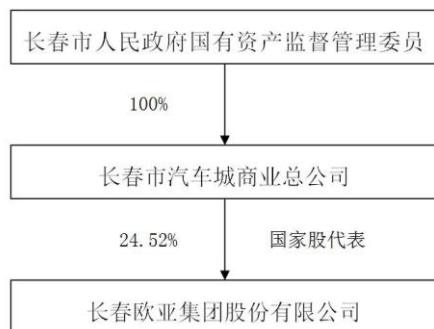 长春市人民政府国有资产监督管理委员
100%
长春市汽车城商业总公司
24.52% 国家股代表
长春欧亚集团股份有限公司